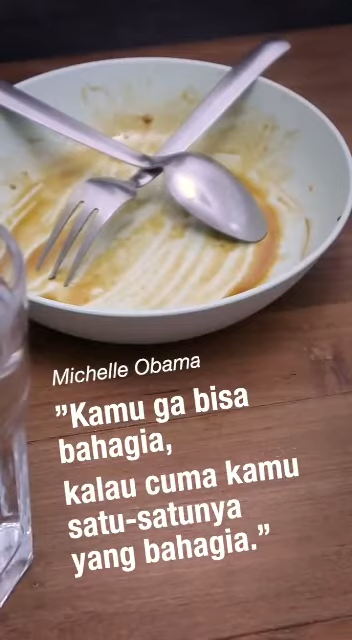 Michelle Obama
"Kamu ga bisa
bahagia,
kalau cuma kamu
satu-satunya
yang bahagia."